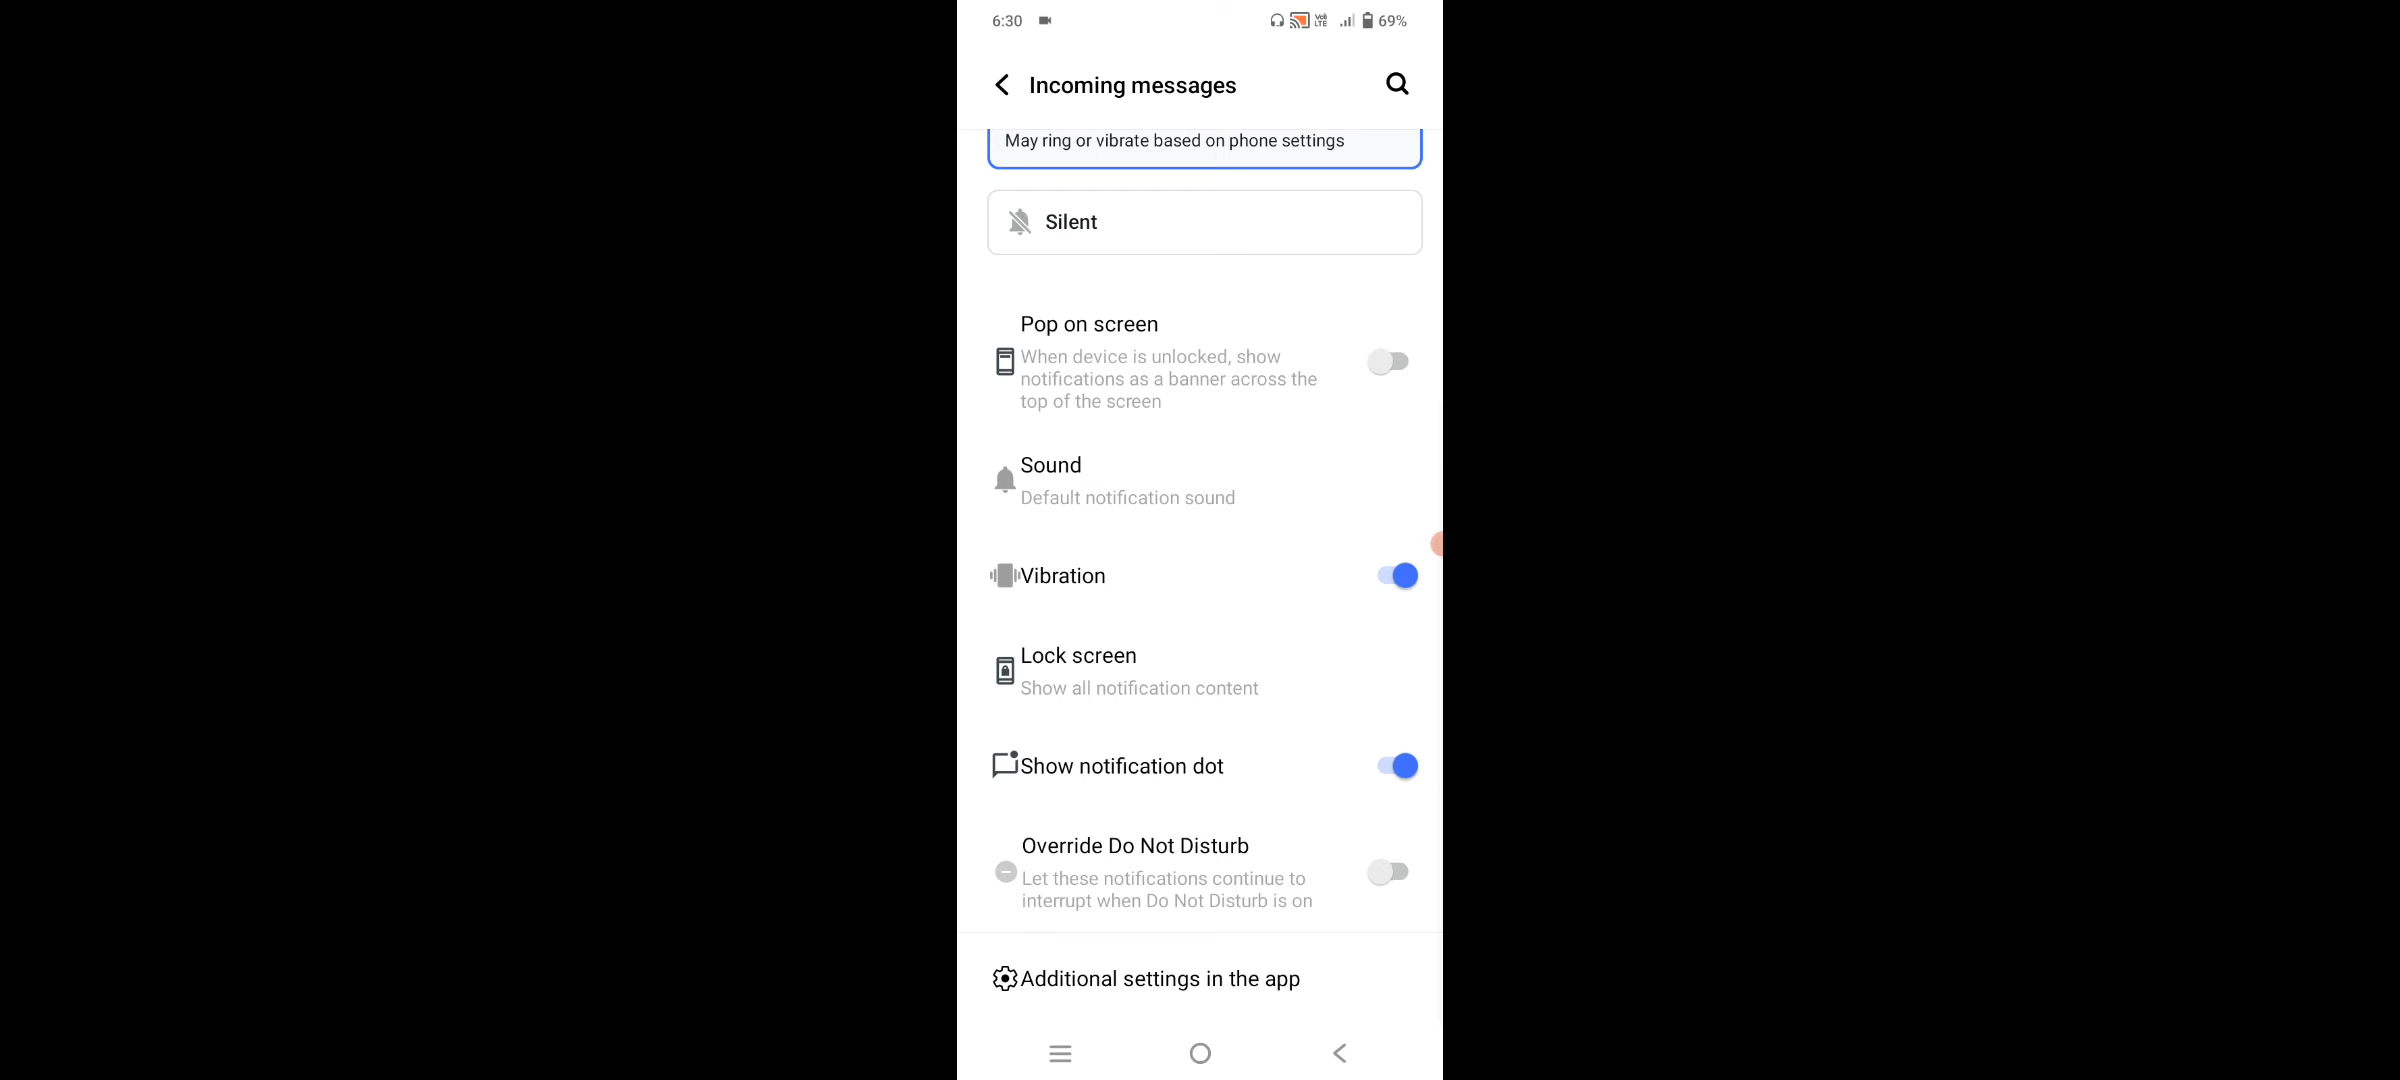 6:30
VoLTE
69%
Incoming messages
May ring or vibrate based on phone settings
Silent
Pop on screen
When device is unlocked, show
notifications as a banner across the
top of the screen
Sound
Default notification sound
Vibration
Lock screen
Show all notification content
Show notification dot
Override Do Not Disturb
Let these notifications continue to
interrupt when Do Not Disturb is on
Additional settings in the app